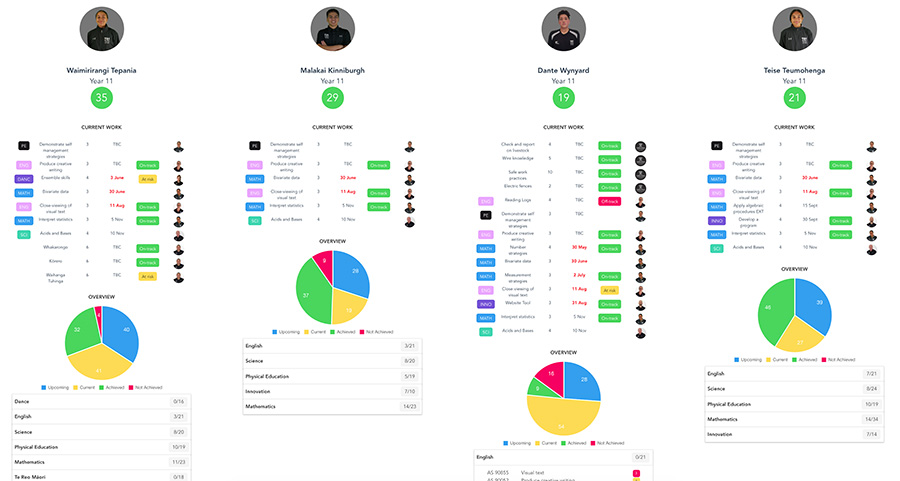 Waimirirangi Tepania
Year 11
35
CURRENT WORK
PE Demonstrate self management strategies 3 TBC
ENG Produce creative writing 3 TBC On-track
DANC Ensemble skills 4 3 June At risk
MATH Bivariate data 3 30 June
ENG Close-viewing of visual text 3 11 Aug On-track
MATH Interpret statistics 3 5 Nov On-track
SCI Acids and Bases 4 10 Nov
Whakairinga 6 TBC On-track
6 TBC On-track
Waihanga Tuhinga 6 TBC At risk
OVERVIEW
4
32
40
41
Upcoming Current Achieved Not Achieved
Dance 0/16
English 3/21
Science 8/20
Physical Education 10/19
Mathematics 11/23
Te Reo Māori 0/18
Malakai Kinniburgh
Year 11
29
CURRENT WORK
PE Demonstrate self management strategies 3 TBC
ENG Produce creative writing 3 TBC On-track
MATH Bivariate data 3 30 June
ENG Close-viewing of visual text 3 11 Aug On-track
MATH Interpret statistics 3 5 Nov On-track
SCI Acids and Bases 4 10 Nov
OVERVIEW
9
28
37
Upcoming Current Achieved Not Achieved
English 3/21
Science 8/20
Physical Education 5/19
Innovation 7/10
Mathematics 14/23
Dante Wynyard
Year 11
19
CURRENT WORK
Check and report on livestock 4 TBC On-track
Wire knowledge 5 TBC On-track
Safe work practices 10 TBC On-track
Electric fences 2 TBC On-track
ENG Reading Logs 4 TBC Off-track
PE Demonstrate self management strategies 3 TBC
ENG Produce creative writing 3 TBC On-track
MATH Number strategies 4 30 May On-track
MATH Bivariate data 3 30 June
MATH Measurement strategies 3 2 July On-track
ENG Close-viewing of visual text 3 11 Aug At risk
INNO Website Tool 3 31 Aug On-track
MATH Interpret statistics 3 5 Nov On-track
SCI Acids and Bases 4 10 Nov
OVERVIEW
16
28
9
54
Upcoming Current Achieved Not Achieved
English 0/21
AS 90855 Visual text
Produce creative writing
Teise Teumohenga
Year 11
21
CURRENT WORK
PE Demonstrate self management strategies 3 TBC
ENG Produce creative writing 3 TBC On-track
MATH Bivariate data 3 30 June
ENG Close-viewing of visual text 3 11 Aug On-track
MATH Apply algebraic procedures EXT 4 15 Sept On-track
INNO Develop a program 4 30 Sept On-track
MATH Interpret statistics 3 5 Nov On-track
SCI Acids and Bases 4 10 Nov
OVERVIEW
46
39
27
Upcoming Current Achieved Not Achieved
English 7/21
Science 8/24
Physical Education 10/19
Mathematics 14/34
Innovation 7/14